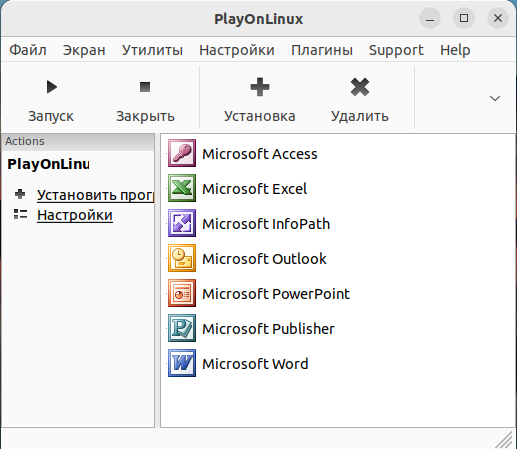 PlayOnLinux
Файл Экран Утилиты Настройки Плагины Support Help
Запуск Закрыть Установка Удалить
Actions
PlayOnLinu
Установить прог
Настройки
Microsoft Access
Microsoft Excel
Microsoft InfoPath
Microsoft Outlook
Microsoft PowerPoint
Microsoft Publisher
Microsoft Word